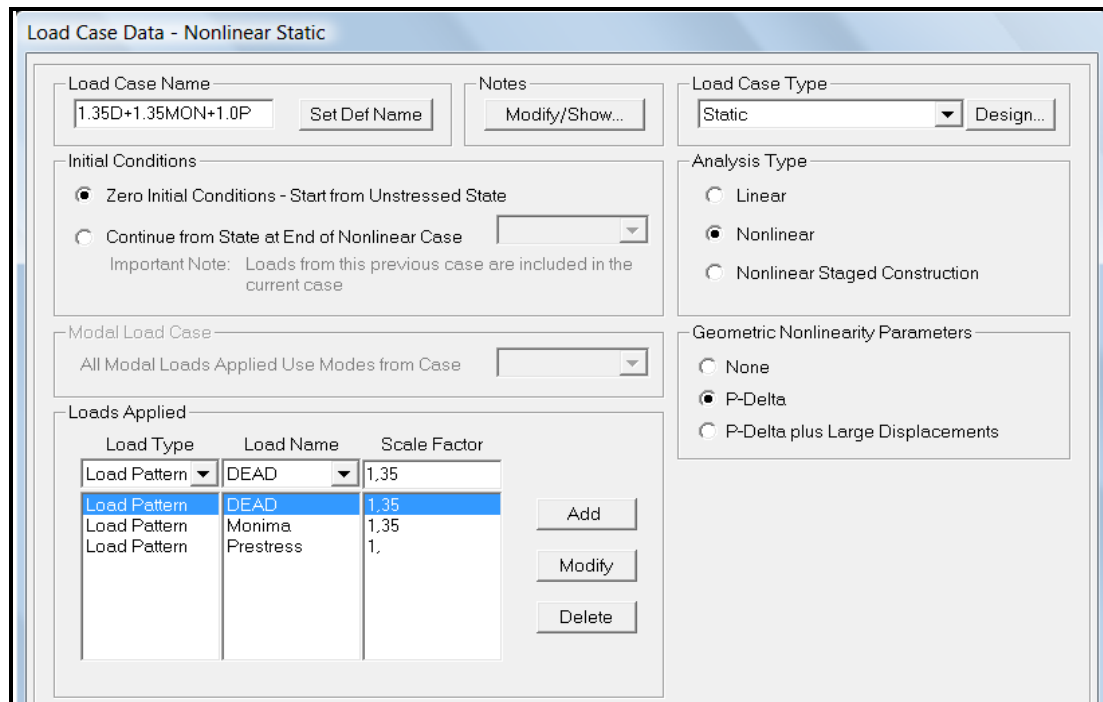 Load Case Data - Nonlinear Static
Load Case Name
1.35D+1.35MON+1.0P
Set Def Name
Notes
Modify/Show...
Load Case Type
Static
Design...
Initial Conditions
Zero Initial Conditions - Start from Unstressed State
Continue from State at End of Nonlinear Case
Important Note: Loads from this previous case are included in the
current case
Analysis Type
Linear
Nonlinear
Nonlinear Staged Construction
Modal Load Case
All Modal Loads Applied Use Modes from Case
Geometric Nonlinearity Parameters
None
P-Delta
P-Delta plus Large Displacements
Loads Applied
Load Type Load Name Scale Factor
Load Pattern DEAD 1,35
Load Pattern DEAD 1,35
Load Pattern Monima 1,35
Load Pattern Prestress 1,
Add
Modify
Delete